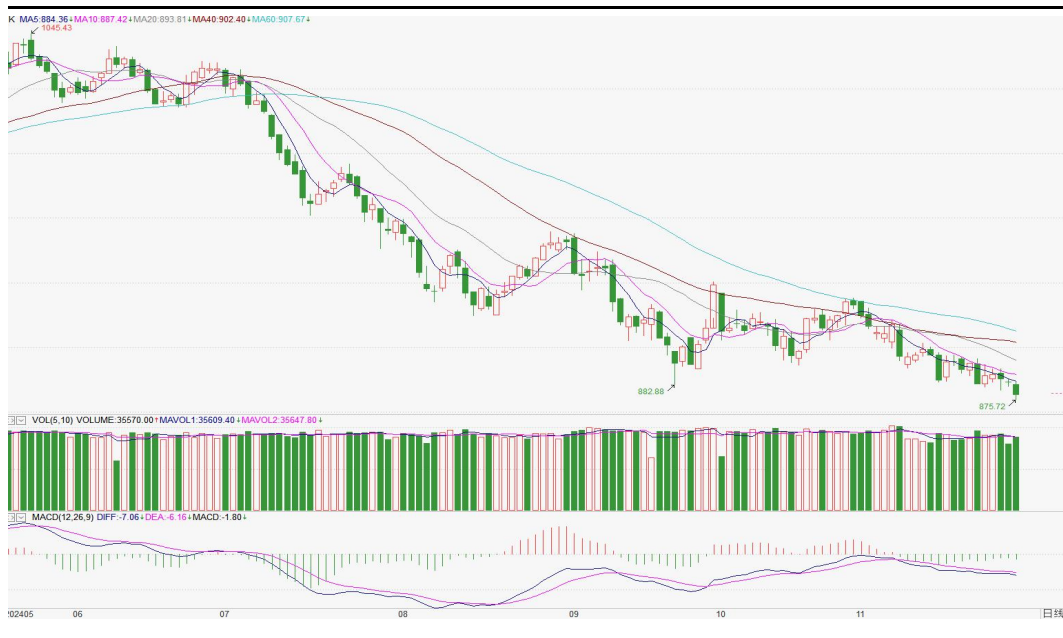 K MA5:884.36↓MA10:887.42↓MA20:893.81↓MA40:902.40↓MA60:907.67↓
1045.43
882.88
875.72
VOL(5,10) VOLUME:35570.00↑MAVOL1:35609.40↓MAVOL2:35647.80↓
MACD(12,26,9) DIFF:-7.06↓DEA:-6.16↓MACD:-1.80↓
202405 06 07 08 09 10 11 日线